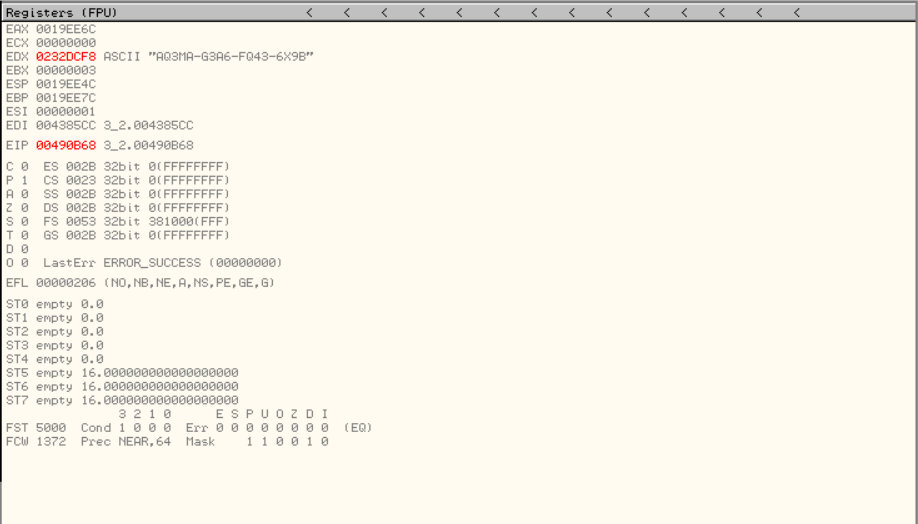 Registers (FPU) < < < < < < < < < < < < < <
EAX 0019EE6C
ECX 00000000
EDX 0232DCF8 ASCII "AQ3MA-G3A6-FQ43-6X9B"
EBX 00000003
ESP 0019EE4C
EBP 0019EE7C
ESI 00000001
EDI 004385CC 3_2.004385CC
EIP 00490B68 3_2.00490B68
C 0 ES 002B 32bit 0(FFFFFFFF)
P 1 CS 0023 32bit 0(FFFFFFFF)
A 0 SS 002B 32bit 0(FFFFFFFF)
Z 0 DS 002B 32bit 0(FFFFFFFF)
S 0 FS 0053 32bit 381000(FFF)
T 0 GS 002B 32bit 0(FFFFFFFF)
D 0
O 0 LastErr ERROR_SUCCESS (00000000)
EFL 00000206 (NO,NB,NE,A,NS,PE,GE,G)
ST0 empty 0.0
ST1 empty 0.0
ST2 empty 0.0
ST3 empty 0.0
ST4 empty 0.0
ST5 empty 16.000000000000000000
ST6 empty 16.000000000000000000
ST7 empty 16.000000000000000000
3 2 1 0 E S P U O Z D I
FST 5000 Cond 1 0 0 0 Err 0 0 0 0 0 0 0 0 (EQ)
FCW 1372 Prec NEAR,64 Mask 1 1 0 0 1 0